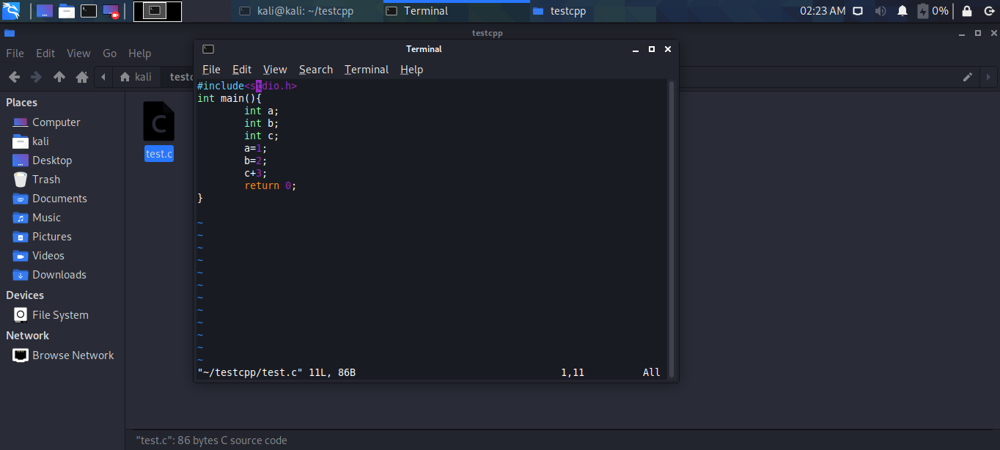 kali@kali: ~/testcpp
Terminal
testcpp
02:23 AM
0%
testcpp
File Edit View Go Help
kali
testc
Places
Computer
kali
Desktop
Trash
Documents
Music
Pictures
Videos
Downloads
Devices
File System
Network
Browse Network
C
test.c
Terminal
File Edit View Search Terminal Help
#include<stdio.h>
int main(){
int a;
int b;
int c;
a=1;
b=2;
c+3;
return 0;
}
~
~
~
~
~
~
~
~
~
~
~
~
"~/testcpp/test.c" 11L, 86B 1,11 All
"test.c": 86 bytes C source code